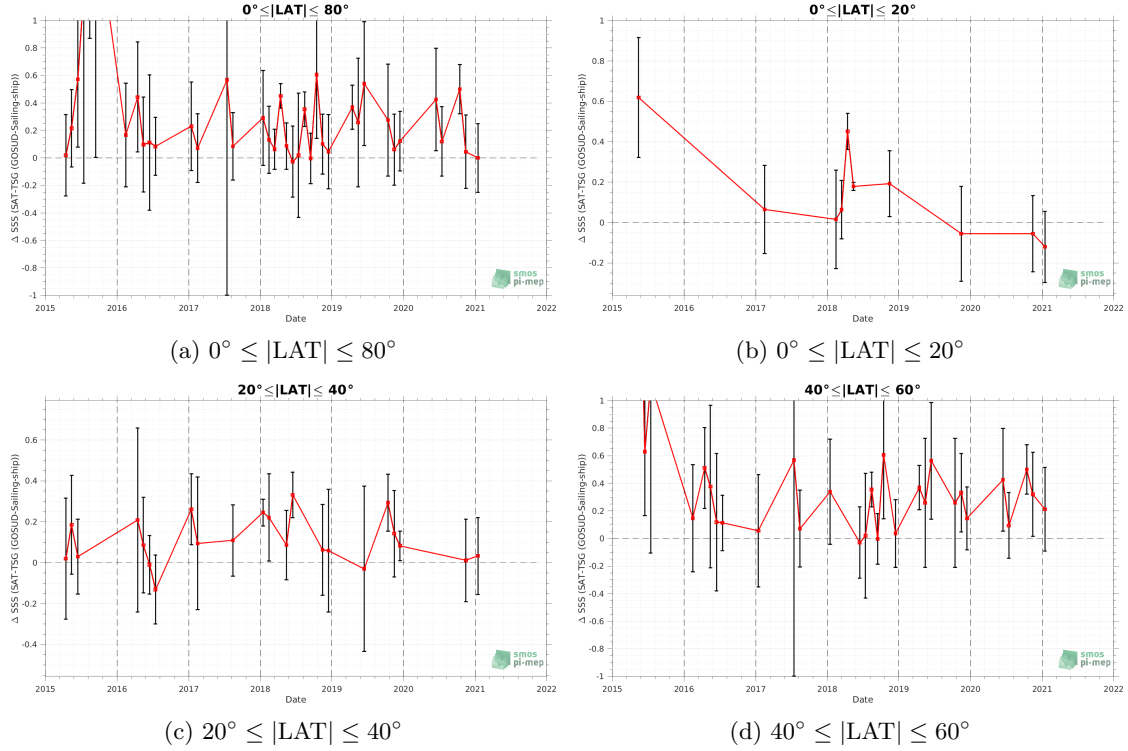 0°≤|LAT|≤ 80°
Δ SSS (SAT-TSG (GOSUD-Sailing-ship))
1
0.8
0.6
0.4
0.2
0
-0.2
-0.4
-0.6
-0.8
-1
2015 2016 2017 2018 2019 2020 2021 2022
Date
smos
pi-mep
(a) 0° ≤ |LAT| ≤ 80°
0°≤|LAT|≤ 20°
Δ SSS (SAT-TSG (GOSUD-Sailing-ship))
1
0.8
0.6
0.4
0.2
0
-0.2
2015 2016 2017 2018 2019 2020 2021 2022
Date
smos
pi-mep
(b) 0° ≤ |LAT| ≤ 20°
20°≤|LAT|≤ 40°
Δ SSS (SAT-TSG (GOSUD-Sailing-ship))
0.6
0.4
0.2
0
-0.2
-0.4
2015 2016 2017 2018 2019 2020 2021 2022
Date
smos
pi-mep
(c) 20° ≤ |LAT| ≤ 40°
40°≤|LAT|≤ 60°
Δ SSS (SAT-TSG (GOSUD-Sailing-ship))
1
0.8
0.6
0.4
0.2
0
-0.2
-0.4
-0.6
-0.8
-1
2015 2016 2017 2018 2019 2020 2021 2022
Date
smos
pi-mep
(d) 40° ≤ |LAT| ≤ 60°